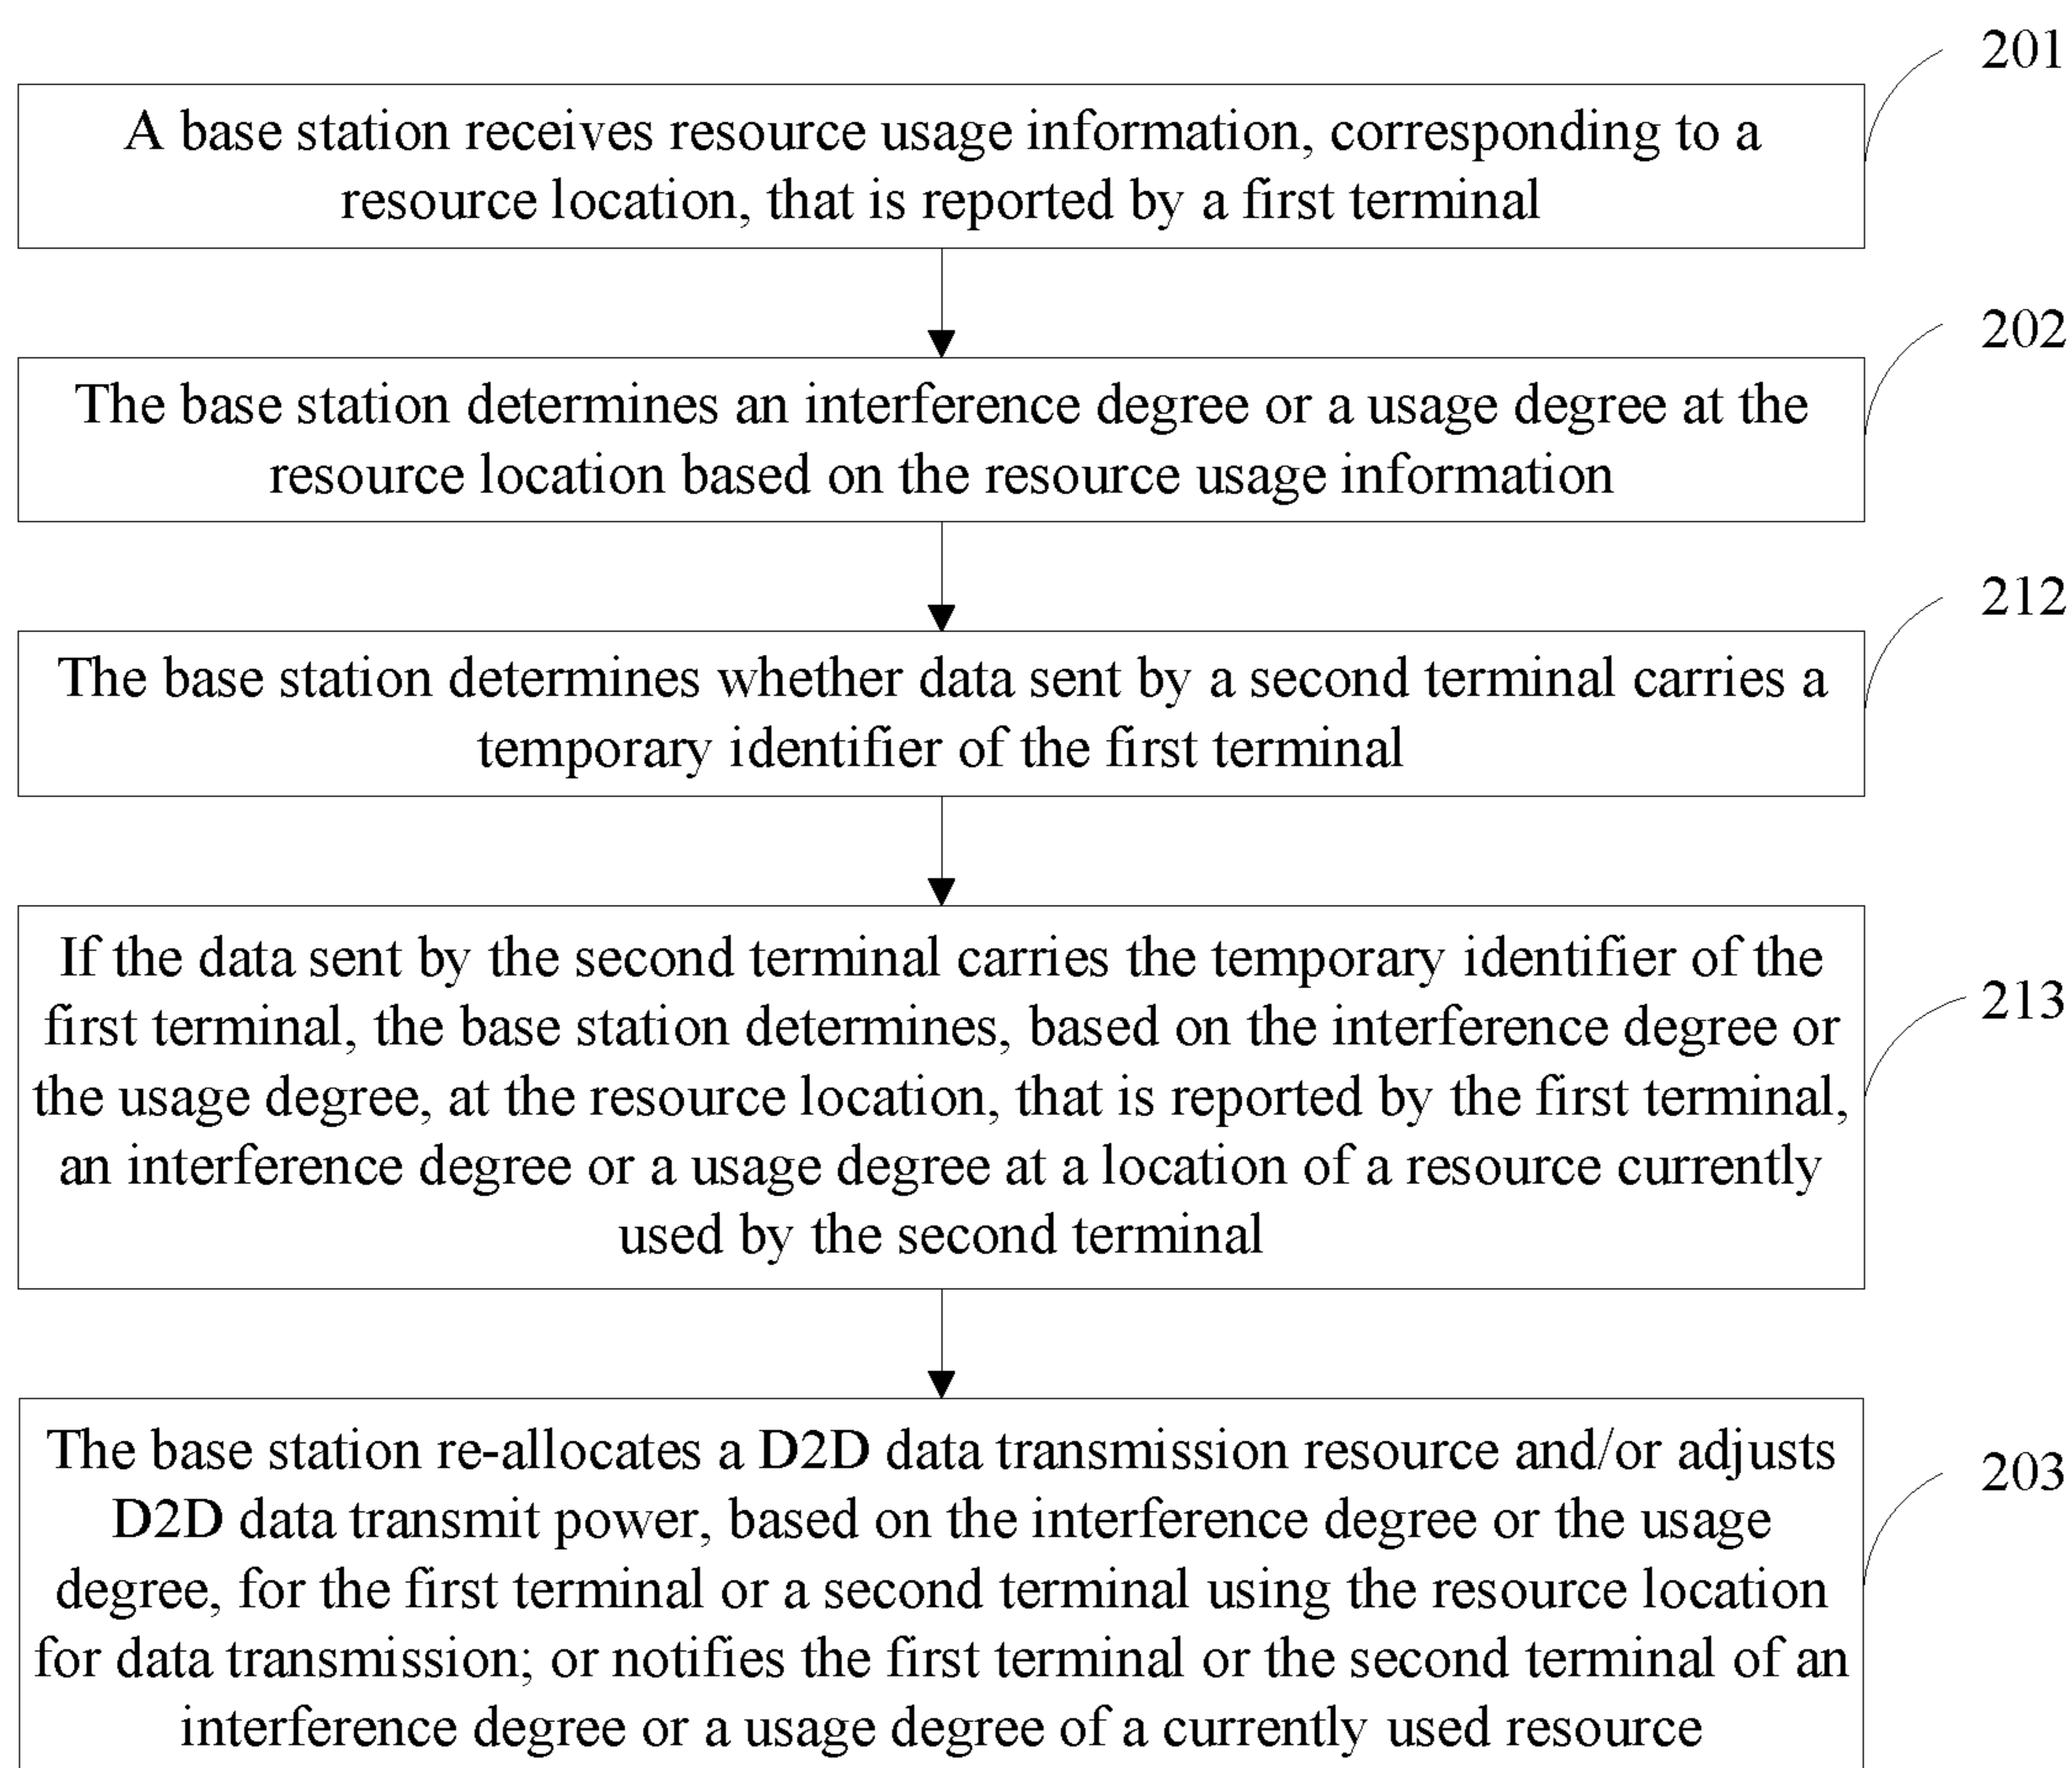 201
A base station receives resource usage information, corresponding to a
resource location, that is reported by a first terminal
202
The base station determines an interference degree or a usage degree at the
resource location based on the resource usage information
212
The base station determines whether data sent by a second terminal carries a
temporary identifier of the first terminal
213
If the data sent by the second terminal carries the temporary identifier of the
first terminal, the base station determines, based on the interference degree or
the usage degree, at the resource location, that is reported by the first terminal,
an interference degree or a usage degree at a location of a resource currently
used by the second terminal
203
The base station re-allocates a D2D data transmission resource and/or adjusts
D2D data transmit power, based on the interference degree or the usage
degree, for the first terminal or a second terminal using the resource location
for data transmission; or notifies the first terminal or the second terminal of an
interference degree or a usage degree of a currently used resource